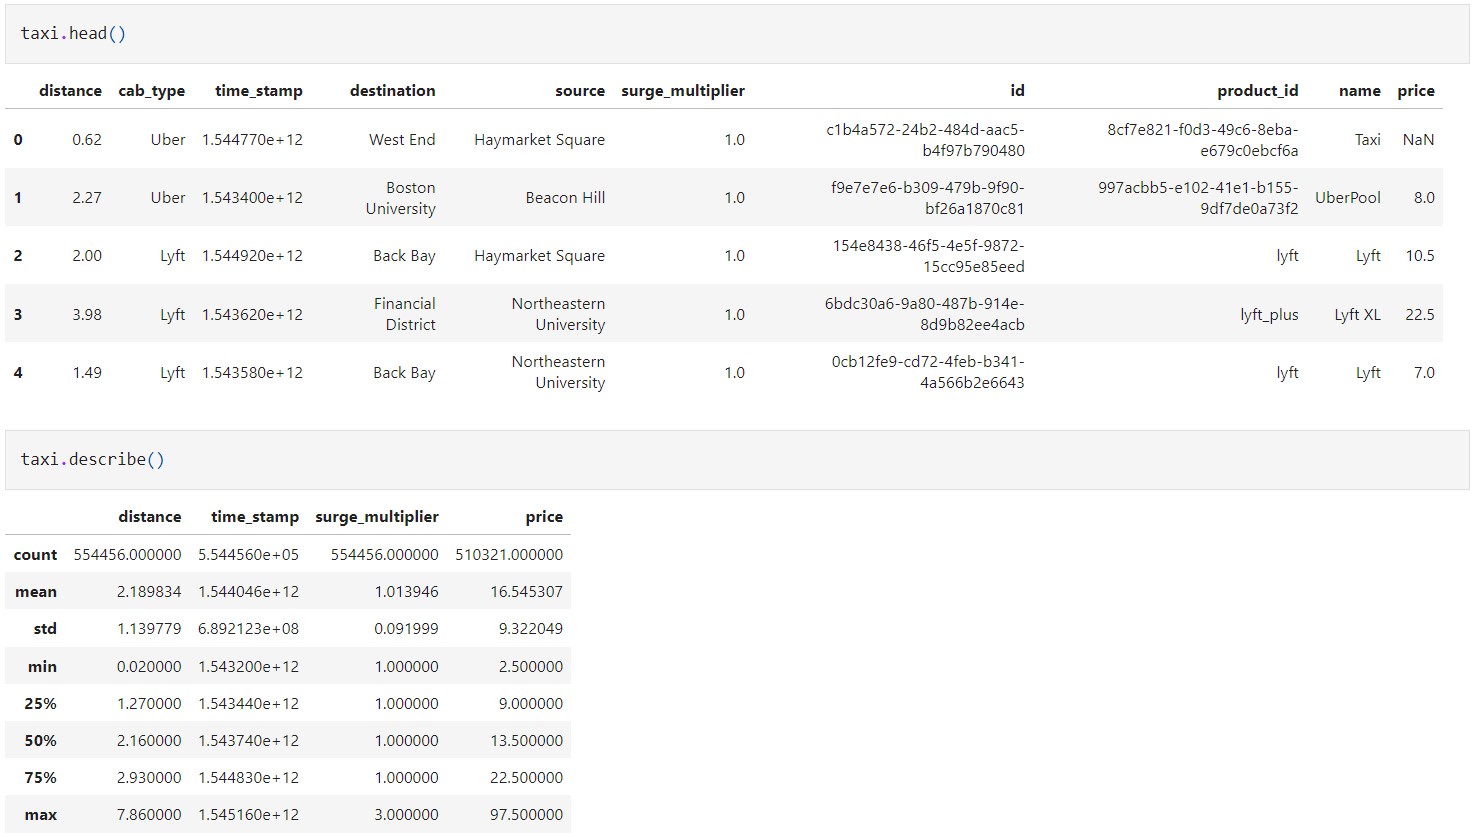 taxi.head()
distance cab_type time_stamp destination source surge_multiplier id product_id name price
0 0.62 Uber 1.544770e+12 West End Haymarket Square 1.0 c1b4a572-24b2-484d-aac5- 8cf7e821-f0d3-49c6-8eba- Taxi NaN
b4f97b790480 e679c0ebcf6a
1 2.27 Uber 1.543400e+12 Boston Beacon Hill 1.0 f9e7e7e6-b309-479b-9f90- 997acbb5-e102-41e1-b155- UberPool 8.0
University bf26a1870c81 9df7de0a73f2
2 2.00 Lyft 1.544920e+12 Back Bay Haymarket Square 1.0 154e8438-46f5-4e5f-9872- lyft Lyft 10.5
15cc95e85eed
3 3.98 Lyft 1.543620e+12 Financial Northeastern 1.0 6bdc30a6-9a80-487b-914e- lyft_plus Lyft XL 22.5
District University 8d9b82ee4acb
4 1.49 Lyft 1.543580e+12 Back Bay Northeastern 1.0 0cb12fe9-cd72-4feb-b341- lyft Lyft 7.0
University 4a566b2e6643
taxi.describe()
distance time_stamp surge_multiplier price
count 554456.000000 5.544560e+05 554456.000000 510321.000000
mean 2.189834 1.544046e+12 1.013946 16.545307
std 1.139779 6.892123e+08 0.091999 9.322049
min 0.020000 1.543200e+12 1.000000 2.500000
25% 1.270000 1.543440e+12 1.000000 9.000000
50% 2.160000 1.543740e+12 1.000000 13.500000
75% 2.930000 1.544830e+12 1.000000 22.500000
max 7.860000 1.545160e+12 3.000000 97.500000